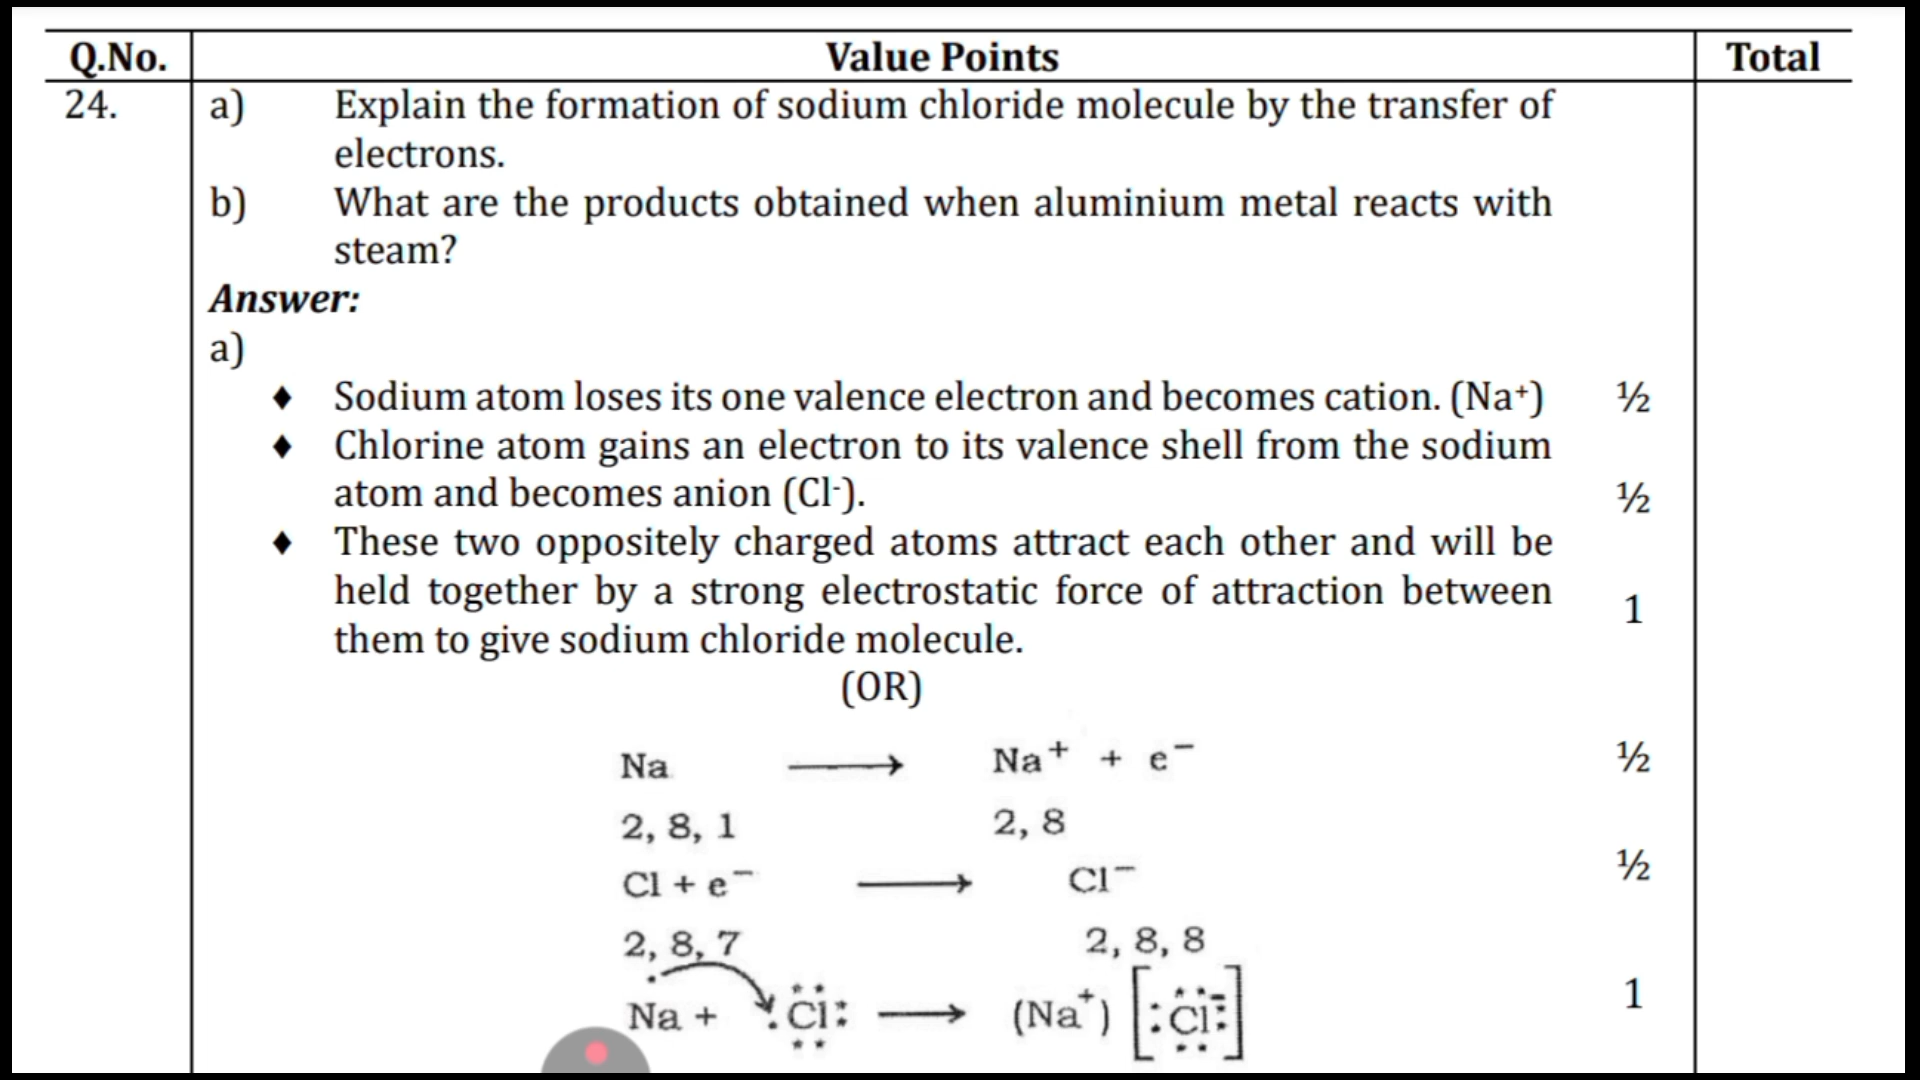 Q.No. Value Points Total
24. a) Explain the formation of sodium chloride molecule by the transfer of
electrons.
b) What are the products obtained when aluminium metal reacts with
steam?
Answer:
a)
♦ Sodium atom loses its one valence electron and becomes cation. (Na⁺) ½
♦ Chlorine atom gains an electron to its valence shell from the sodium
atom and becomes anion (Cl⁻). ½
♦ These two oppositely charged atoms attract each other and will be
held together by a strong electrostatic force of attraction between 1
them to give sodium chloride molecule.
(OR)
Na ⟶ Na⁺ + e⁻ ½
2, 8, 1 2, 8
Cl + e⁻ ⟶ Cl⁻ ½
2, 8, 7 2, 8, 8
Na + Cl ⟶ (Na⁺) [Cl⁻] 1